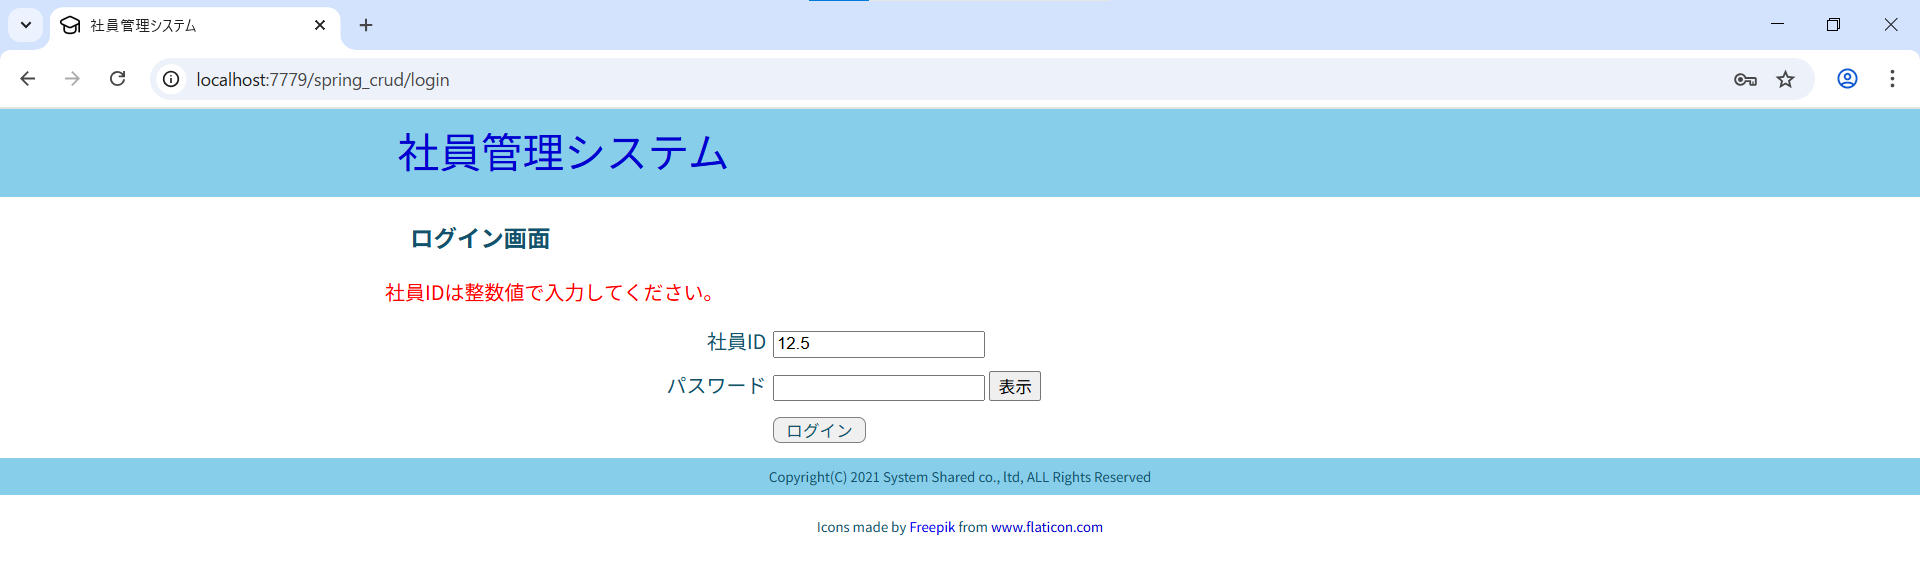 社員管理システム
localhost:7779/spring_crud/login
社員管理システム
ログイン画面
社員IDは整数値で入力してください。
社員ID 12.5
パスワード 表示
ログイン
Copyright(C) 2021 System Shared co., ltd, ALL Rights Reserved
Icons made by Freepik from www.flaticon.com